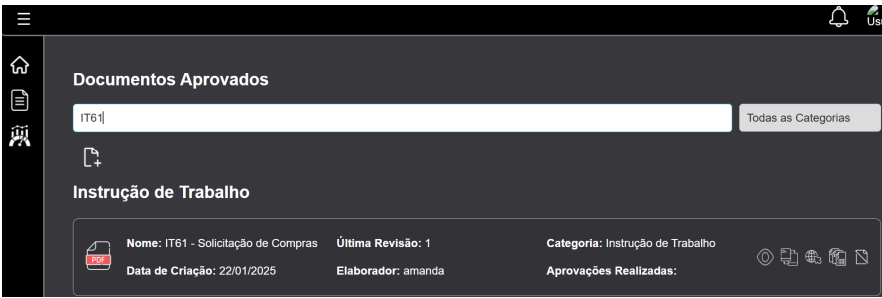 Usu
Documentos Aprovados
IT61
Todas as Categorias
Instrução de Trabalho
Nome: IT61 - Solicitação de Compras Última Revisão: 1 Categoria: Instrução de Trabalho
PDF
Data de Criação: 22/01/2025 Elaborador: amanda Aprovações Realizadas: